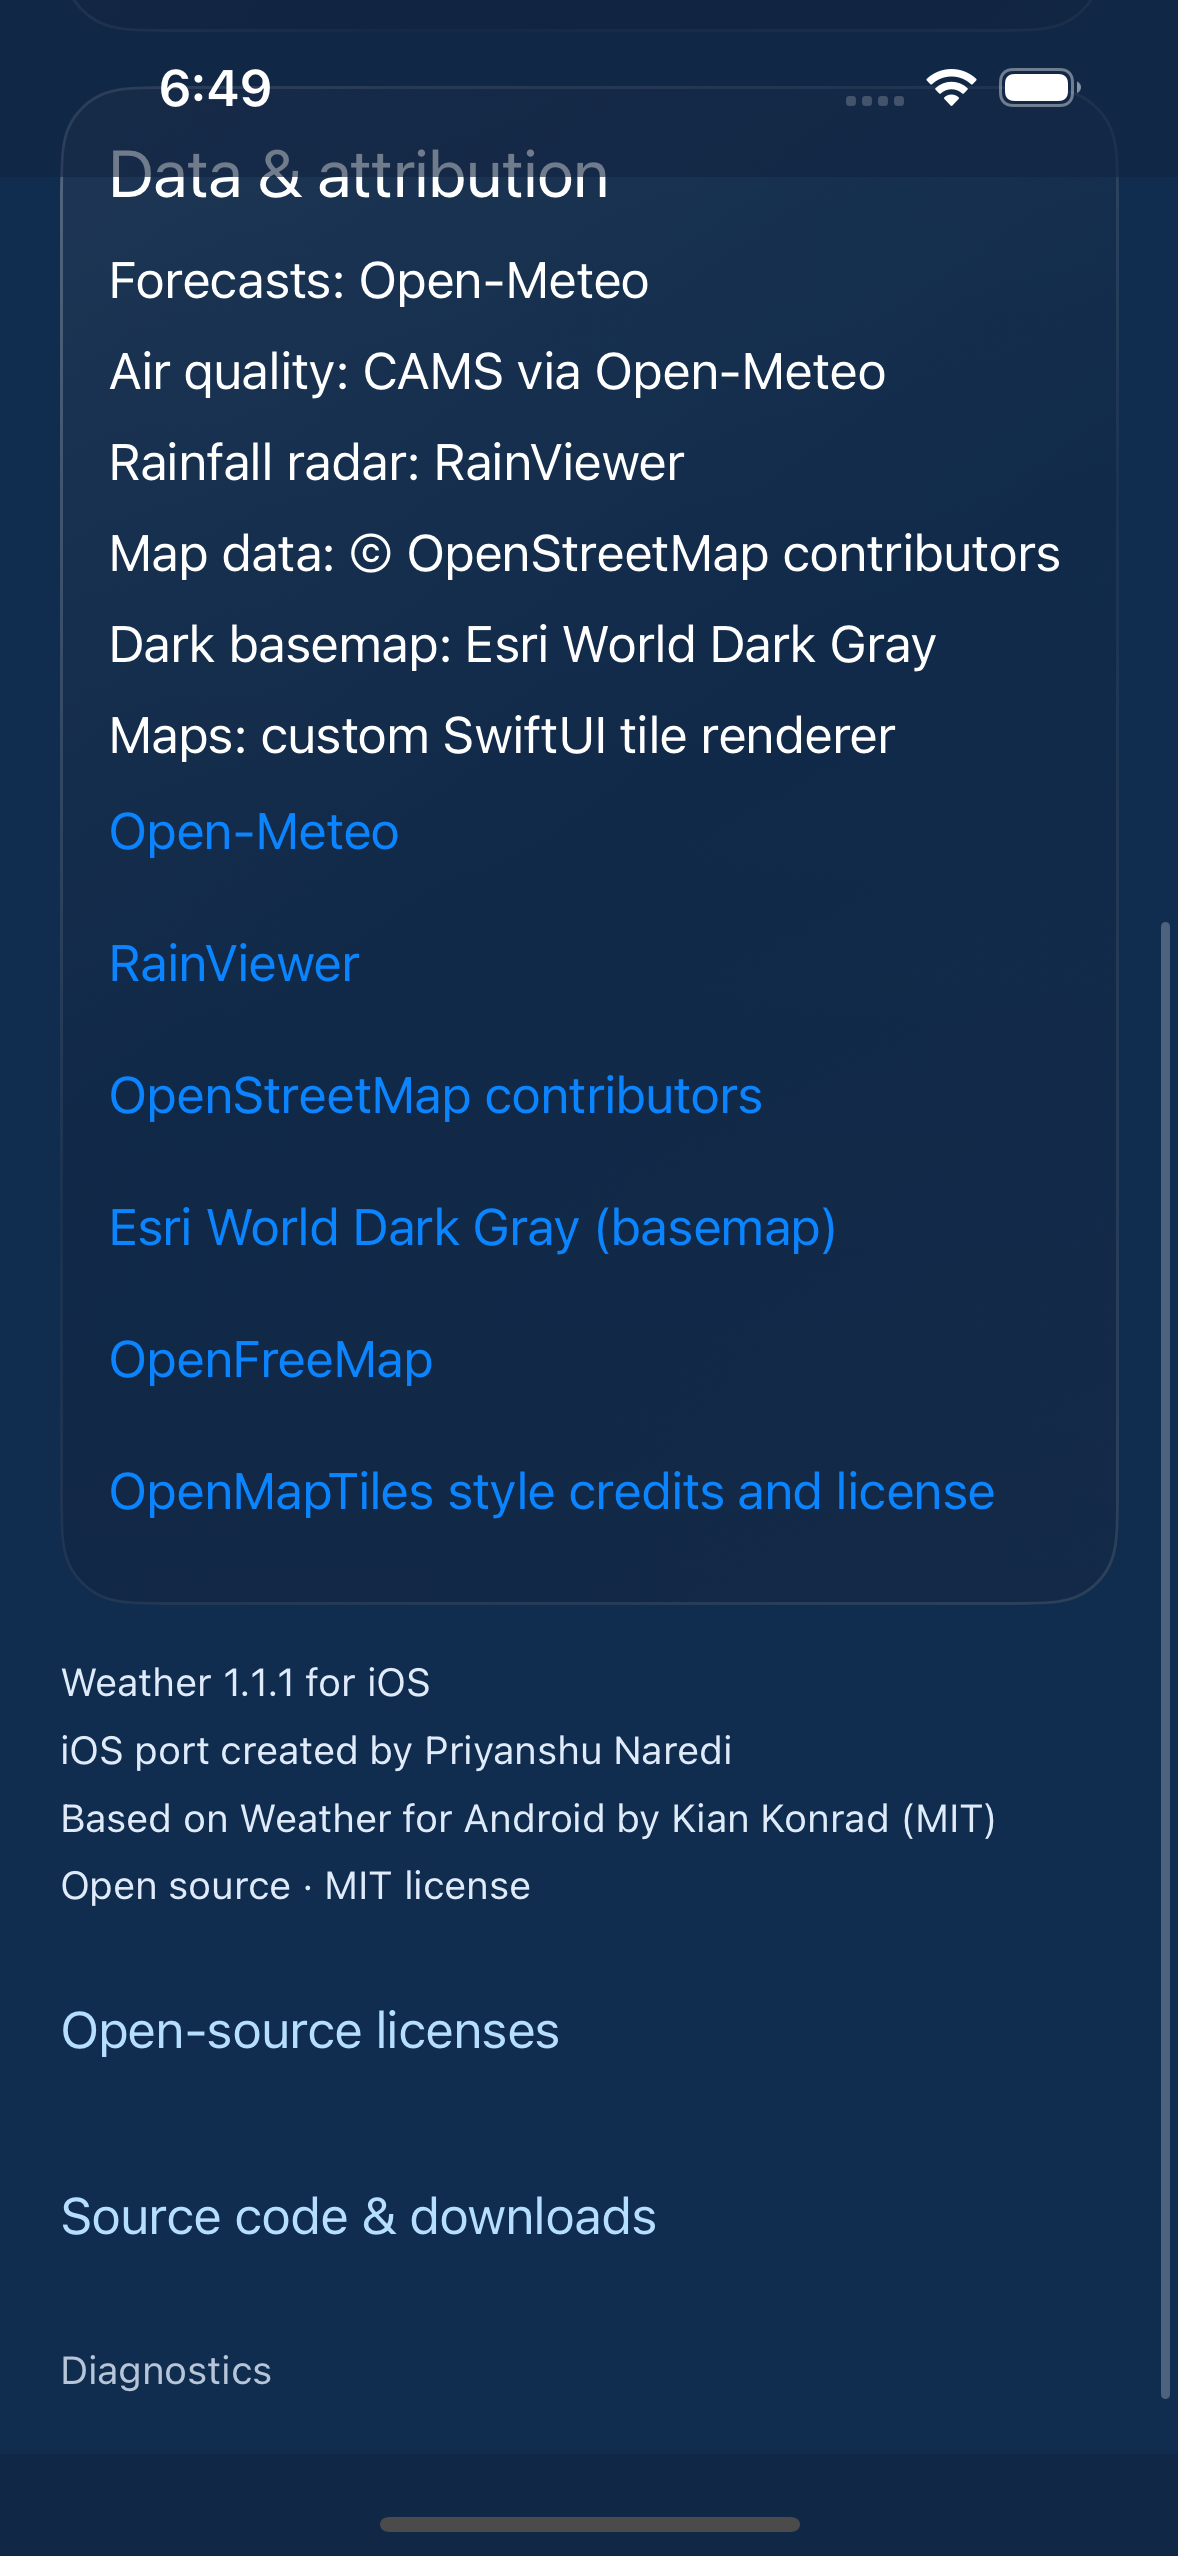 6:49
Data & attribution
Forecasts: Open-Meteo
Air quality: CAMS via Open-Meteo
Rainfall radar: RainViewer
Map data: © OpenStreetMap contributors
Dark basemap: Esri World Dark Gray
Maps: custom SwiftUI tile renderer
Open-Meteo
RainViewer
OpenStreetMap contributors
Esri World Dark Gray (basemap)
OpenFreeMap
OpenMapTiles style credits and license
Weather 1.1.1 for iOS
iOS port created by Priyanshu Naredi
Based on Weather for Android by Kian Konrad (MIT)
Open source · MIT license
Open-source licenses
Source code & downloads
Diagnostics